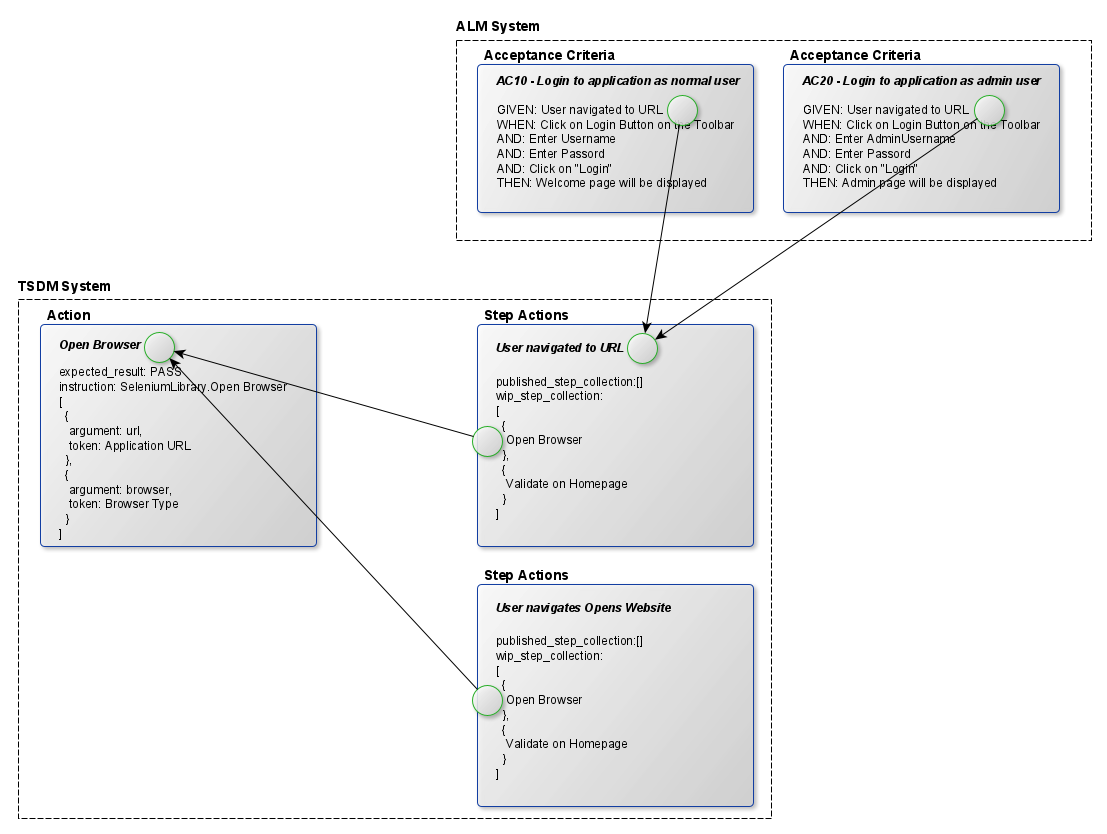 ALM System
Acceptance Criteria
AC10 - Login to application as normal user
GIVEN: User navigated to URL
WHEN: Click on Login Button on the Toolbar
AND: Enter Username
AND: Enter Passord
AND: Click on "Login"
THEN: Welcome page will be displayed
Acceptance Criteria
AC20 - Login to application as admin user
GIVEN: User navigated to URL
WHEN: Click on Login Button on the Toolbar
AND: Enter AdminUsername
AND: Enter Passord
AND: Click on "Login"
THEN: Admin page will be displayed
TSDM System
Action
Open Browser
expected_result: PASS
instruction: SeleniumLibrary.Open Browser
[
{
argument: url,
token: Application URL
},
{
argument: browser,
token: Browser Type
}
]
Step Actions
User navigated to URL
published_step_collection:[]
wip_step_collection:
[
{
Open Browser
},
{
Validate on Homepage
}
]
Step Actions
User navigates Opens Website
published_step_collection:[]
wip_step_collection:
[
{
Open Browser
},
{
Validate on Homepage
}
]